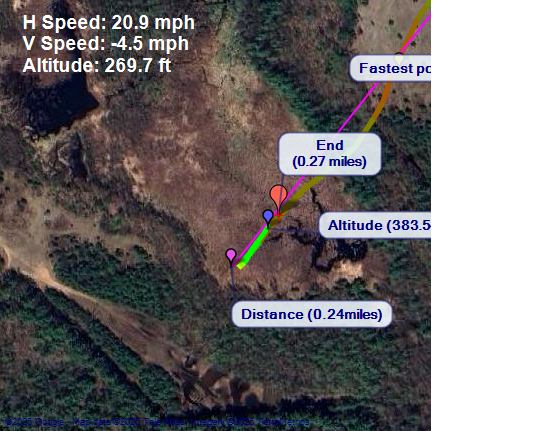 H Speed: 20.9 mph
V Speed: -4.5 mph
Altitude: 269.7 ft
Fastest po
End
(0.27 miles)
Altitude (383.5
Distance (0.24miles)